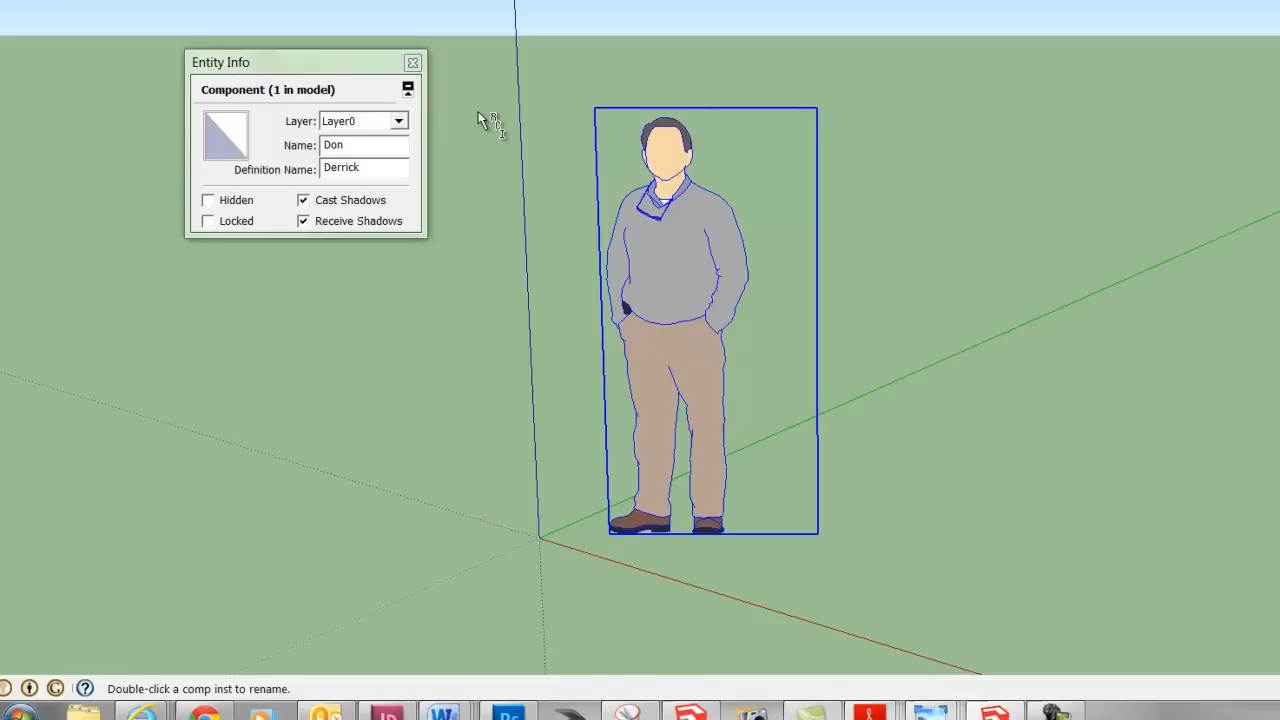 Entity Info
Component (1 in model)
Layer: Layer0
Name: Don
Definition Name: Derrick
Hidden Cast Shadows
Locked Receive Shadows
Double-click a comp inst to rename.